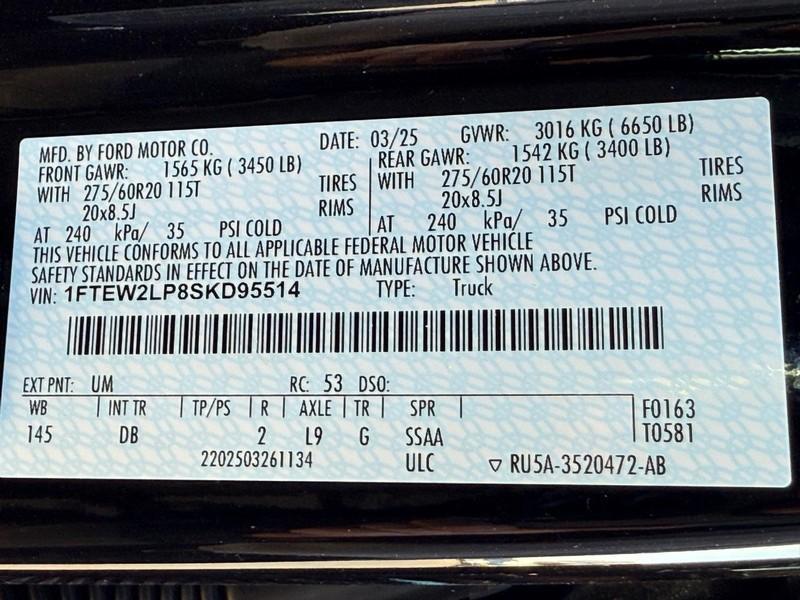 MFD. BY FORD MOTOR CO. DATE: 03/25 GVWR: 3016 KG ( 6650 LB)
FRONT GAWR: 1565 KG ( 3450 LB) REAR GAWR: 1542 KG ( 3400 LB)
WITH 275/60R20 115T TIRES WITH 275/60R20 115T TIRES
20x8.5J RIMS 20x8.5J RIMS
AT 240 kPa/ 35 PSI COLD AT 240 kPa/ 35 PSI COLD
THIS VEHICLE CONFORMS TO ALL APPLICABLE FEDERAL MOTOR VEHICLE
SAFETY STANDARDS IN EFFECT ON THE DATE OF MANUFACTURE SHOWN ABOVE.
VIN: 1FTEW2LP8SKD95514 TYPE: Truck
EXT PNT: UM RC: 53 DSO:
WB INT TR TP/PS R AXLE TR SPR F0163
145 DB 2 L9 G SSAA T0581
2202503261134 ULC ▽ RU5A-3520472-AB